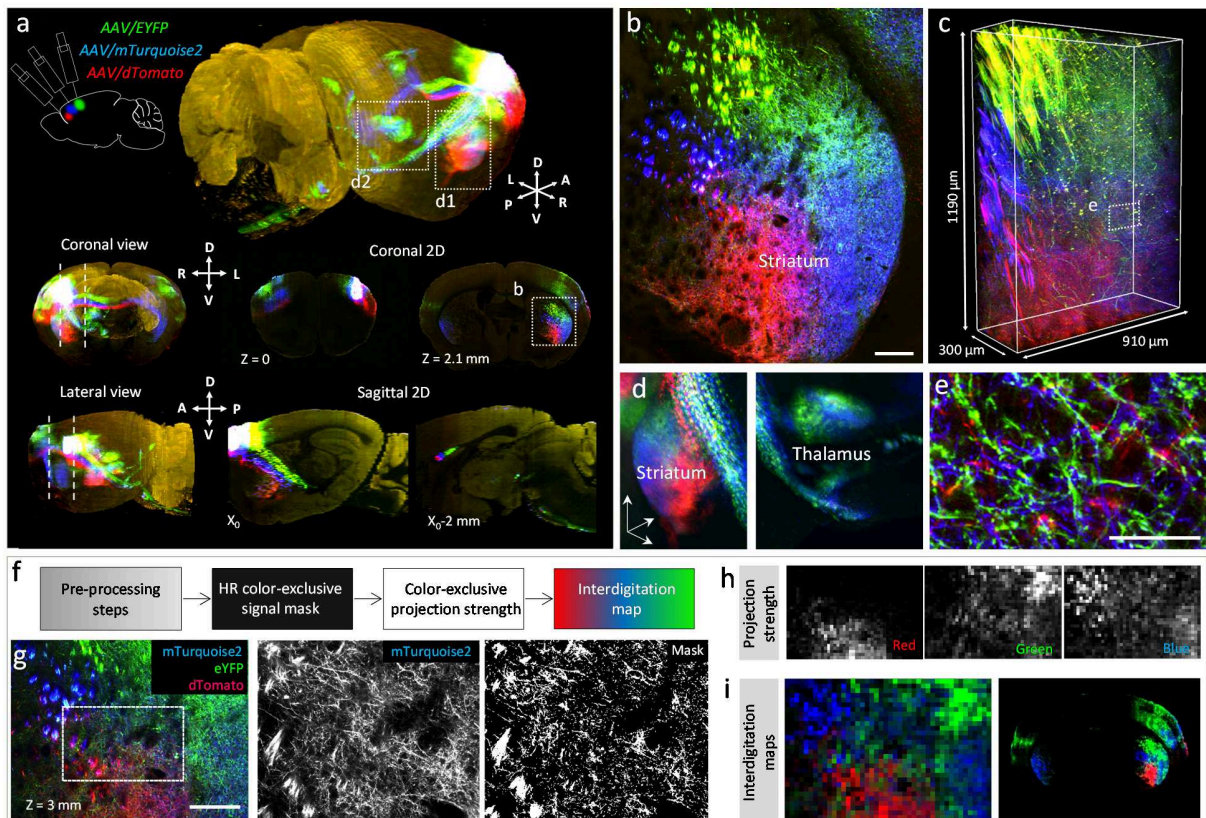 a
AAV/EYFP
AAV/mTurquoise2
AAV/dTomato
d2
d1
D
L
A
P
R
V
Coronal view
D
R
L
V
Coronal 2D
b
Z = 0
Z = 2.1 mm
Lateral view
D
A
P
V
Sagittal 2D
X0
X0-2 mm
b
Striatum
c
1190 µm
e
300 µm
910 µm
d
Striatum
Thalamus
e
f
Pre-processing
steps
HR color-exclusive
signal mask
Color-exclusive
projection strength
Interdigitation
map
g
mTurquoise2
eYFP
dTomato
Z = 3 mm
mTurquoise2
Mask
h
Projection
strength
Red
Green
Blue
i
Interdigitation
maps